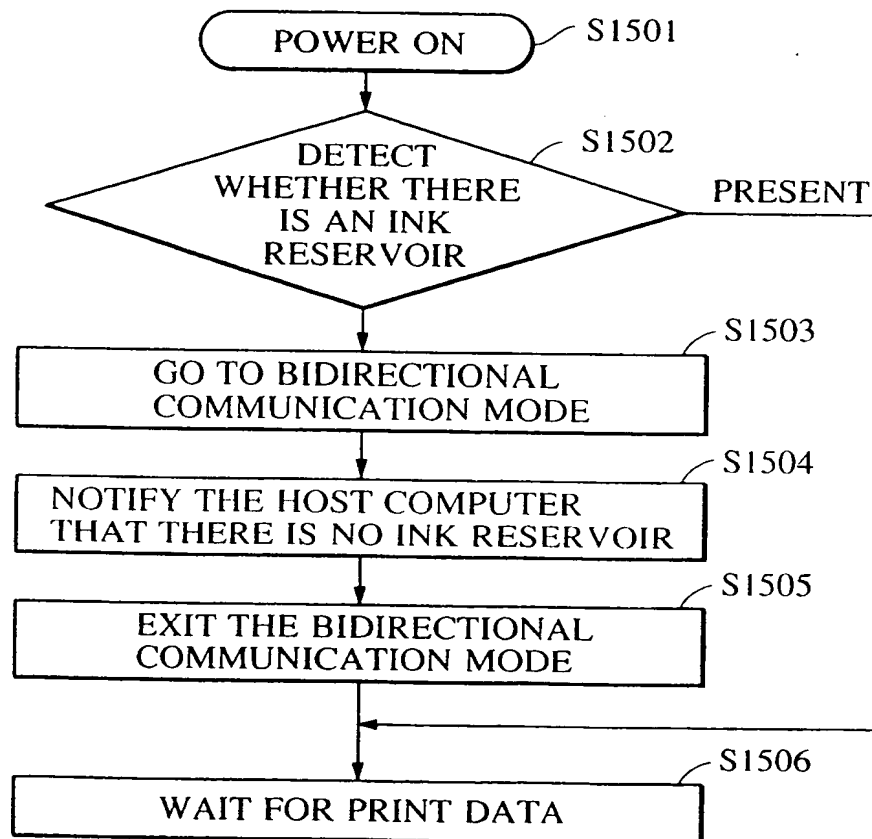 POWER ON
S1501
DETECT
WHETHER THERE
IS AN INK
RESERVOIR
S1502
PRESENT
S1503
GO TO BIDIRECTIONAL
COMMUNICATION MODE
S1504
NOTIFY THE HOST COMPUTER
THAT THERE IS NO INK RESERVOIR
S1505
EXIT THE BIDIRECTIONAL
COMMUNICATION MODE
S1506
WAIT FOR PRINT DATA